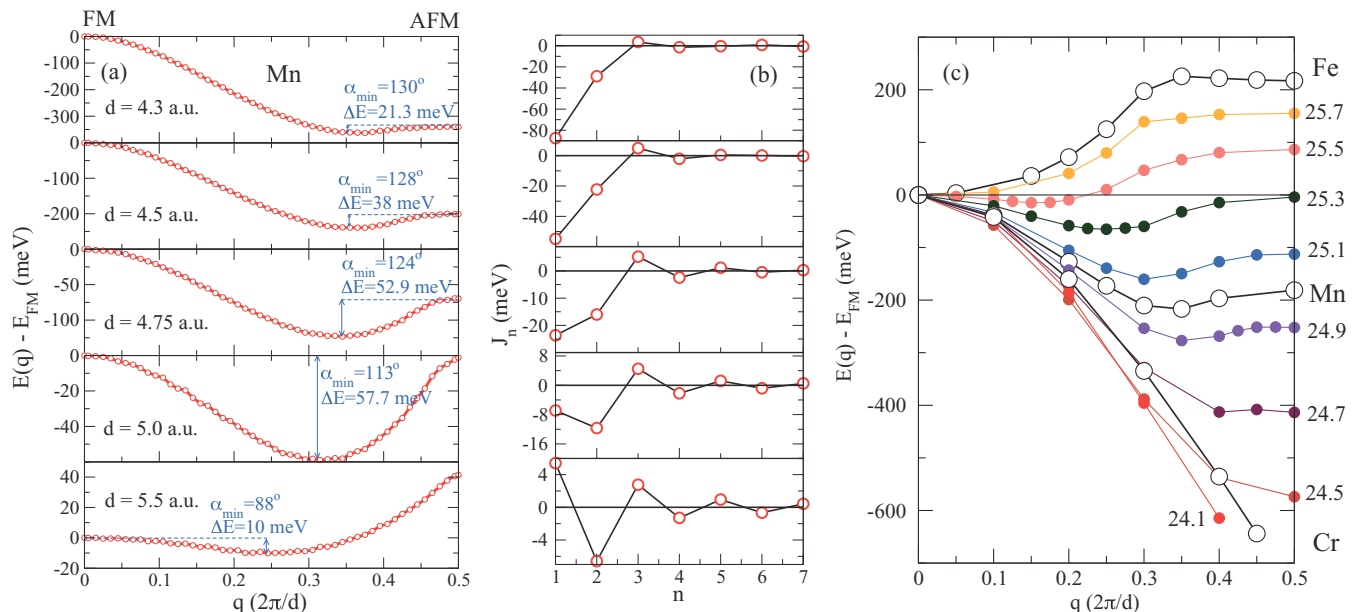 FM
AFM
(a)
Mn
α_min=130°
ΔE=21.3 meV
d = 4.3 a.u.
0
-100
-200
-300
α_min=128°
ΔE=38 meV
d = 4.5 a.u.
0
-100
-200
α_min=124°
ΔE=52.9 meV
d = 4.75 a.u.
0
-50
-100
α_min=113°
ΔE=57.7 meV
d = 5.0 a.u.
0
-20
-40
α_min=88°
ΔE=10 meV
d = 5.5 a.u.
40
20
0
-20
E(q) - E_FM (meV)
0
0.1
0.2
0.3
0.4
0.5
q (2π/d)
(b)
0
-20
-40
-60
-80
0
-20
-40
0
-10
-20
8
0
-8
-16
4
0
-4
J_n (meV)
1
2
3
4
5
6
7
n
(c)
200
0
-200
-400
-600
E(q) - E_FM (meV)
Fe
25.7
25.5
25.3
25.1
Mn
24.9
24.7
24.5
24.1
Cr
0
0.1
0.2
0.3
0.4
0.5
q (2π/d)